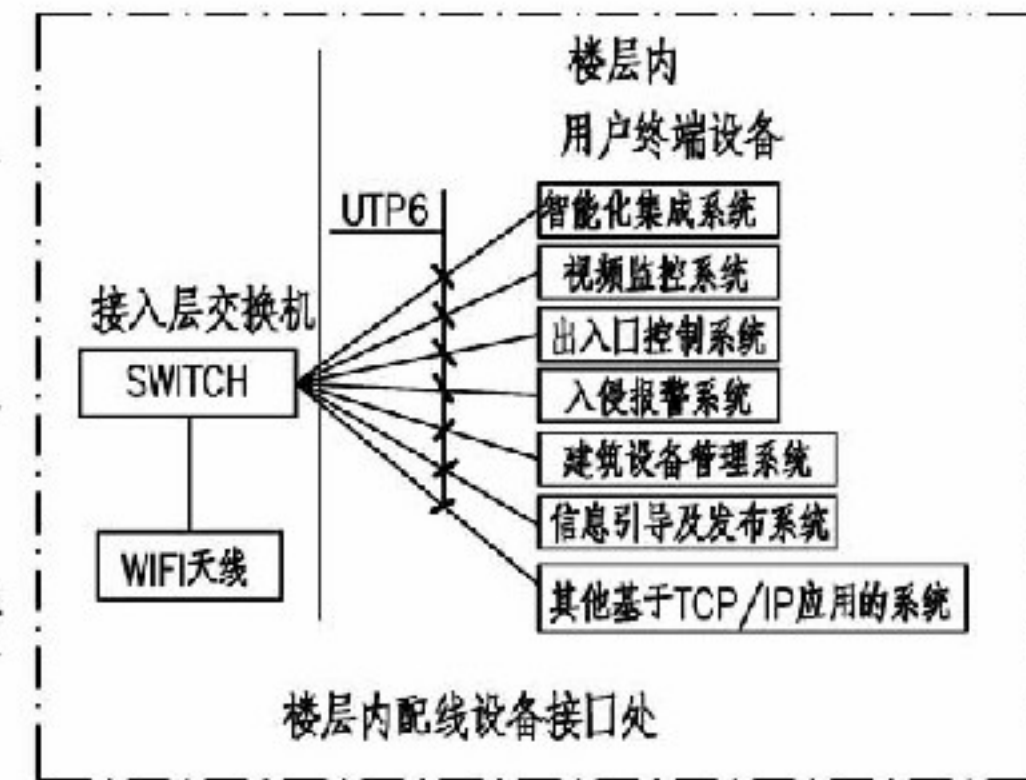 楼层内
用户终端设备
UTP6
智能化集成系统
视频监控系统
接入层交换机
出入口控制系统
SWITCH
入侵报警系统
建筑设备管理系统
信息引导及发布系统
WIFI天线
其他基于TCP/IP应用的系统
楼层内配线设备接口处